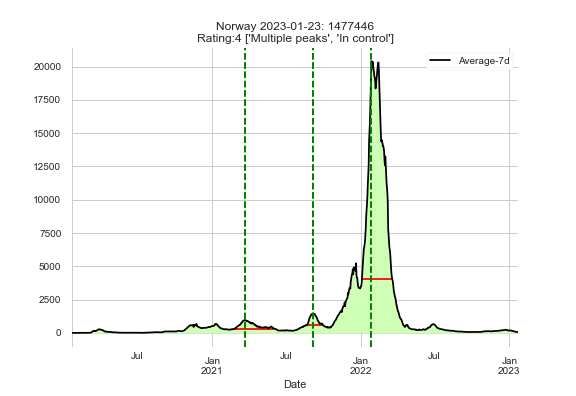 Norway 2023-01-23: 1477446
Rating:4 ['Multiple peaks', 'In control']
Average-7d
20000
17500
15000
12500
10000
7500
5000
2500
0
Jul
Jan
2021
Jul
Jan
2022
Jul
Jan
2023
Date